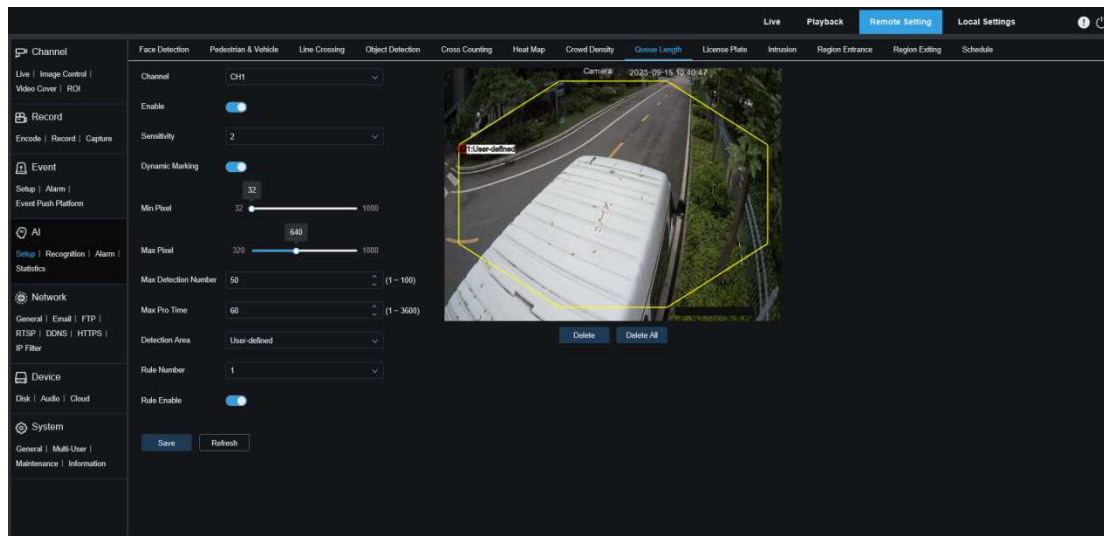 Live Playback Remote Setting Local Settings
Channel
Live | Image Control |
Video Cover | ROI
Record
Encode | Record | Capture
Event
Setup | Alarm |
Event Push Platform
AI
Setup | Recognition | Alarm |
Statistics
Network
General | Email | FTP |
RTSP | DDNS | HTTPS |
IP Filter
Device
Disk | Audio | Cloud
System
General | Multi-User |
Maintenance | Information
Face Detection Pedestrian & Vehicle Line Crossing Object Detection Cross Counting Heat Map Crowd Density Queue Length License Plate Intrusion Region Entrance Region Exiting Schedule
Channel CH1
Enable
Sensitivity 2
Dynamic Marking
32
Min Pixel 32 1080
640
Max Pixel 320 1080
Max Detection Number 50 (1 ~ 100)
Max Pro Time 60 (1 ~ 3600)
Detection Area User-defined
Rule Number 1
Rule Enable
Save Refresh
Camera 2023-09-15 10:40:47
1:User-defined
Delete Delete All